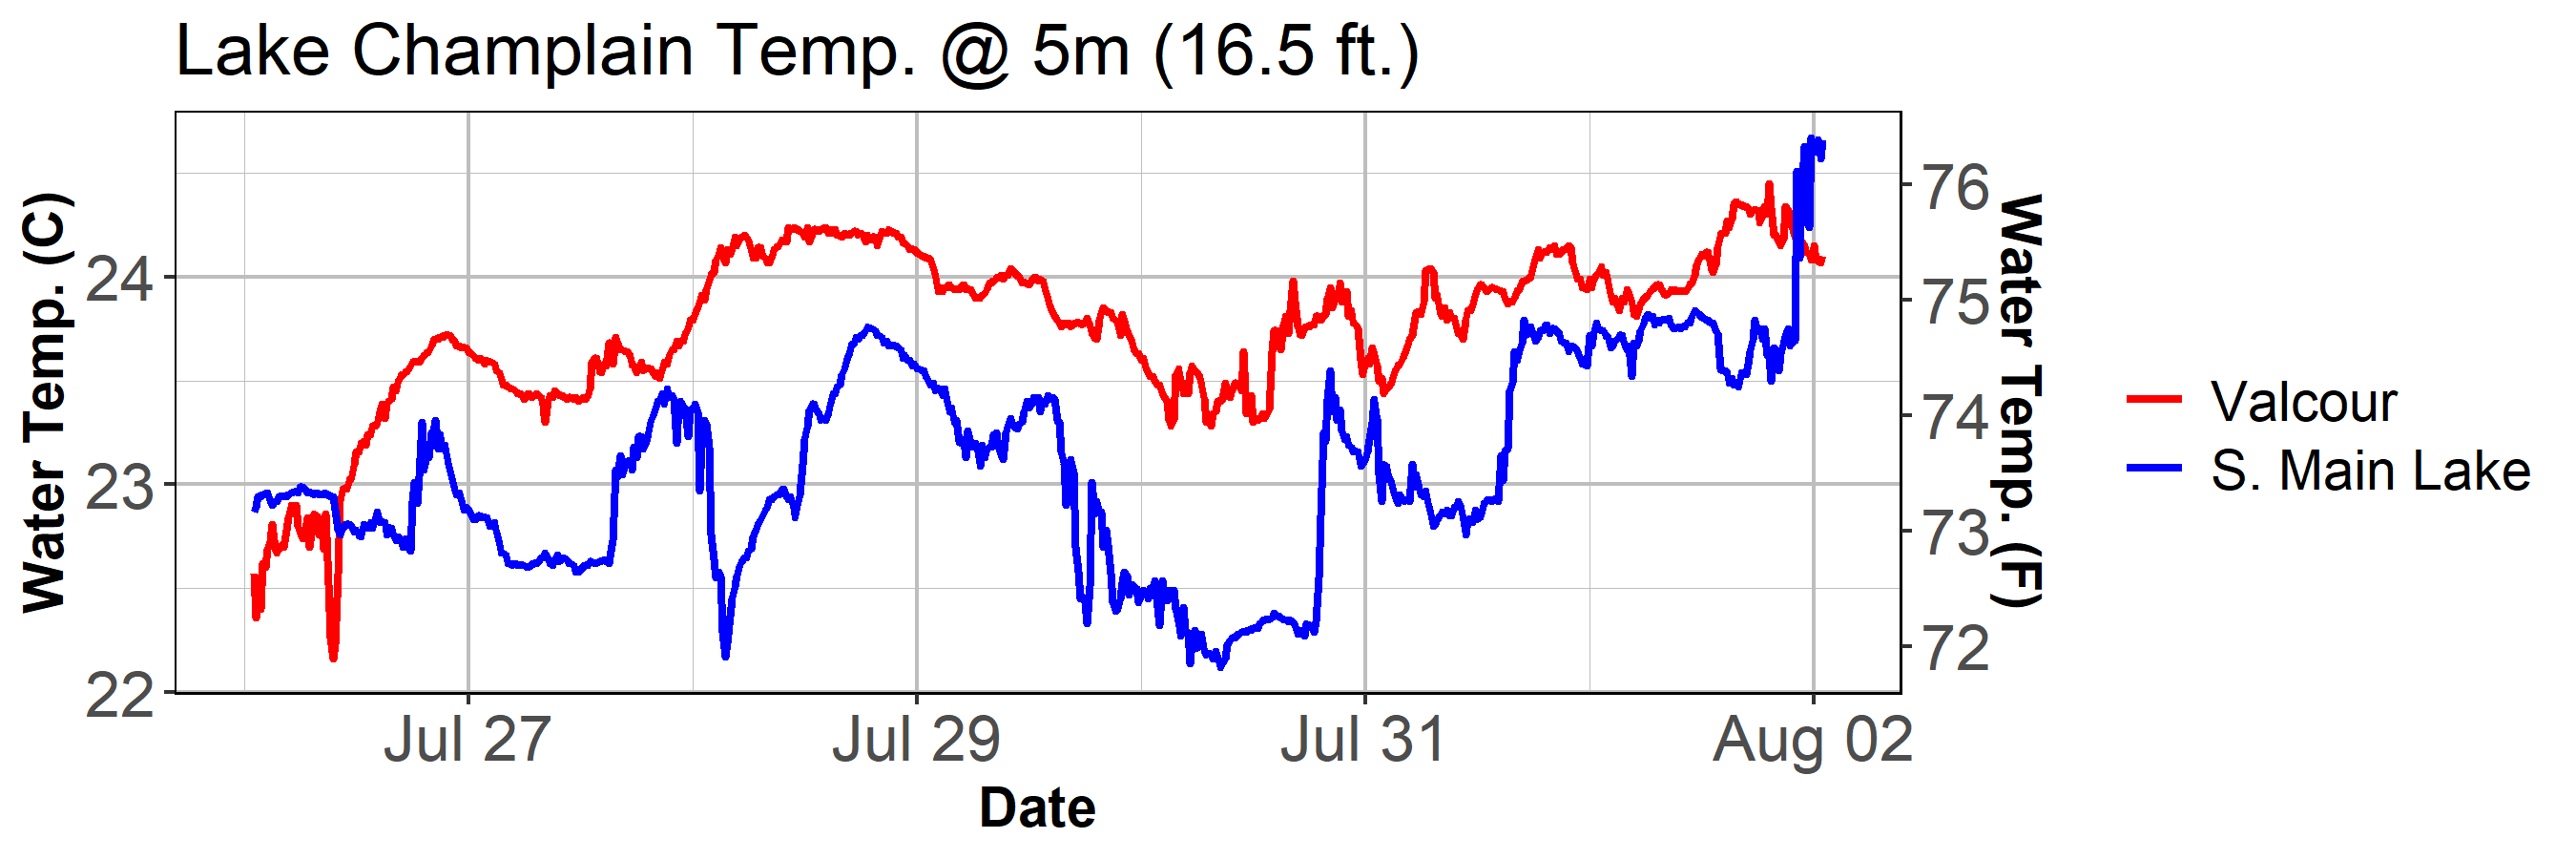 Lake Champlain Temp. @ 5m (16.5 ft.)
Water Temp. (C)
24
23
22
76
75
74
73
72
Water Temp. (F)
Jul 27
Jul 29
Jul 31
Aug 02
Date
Valcour
S. Main Lake